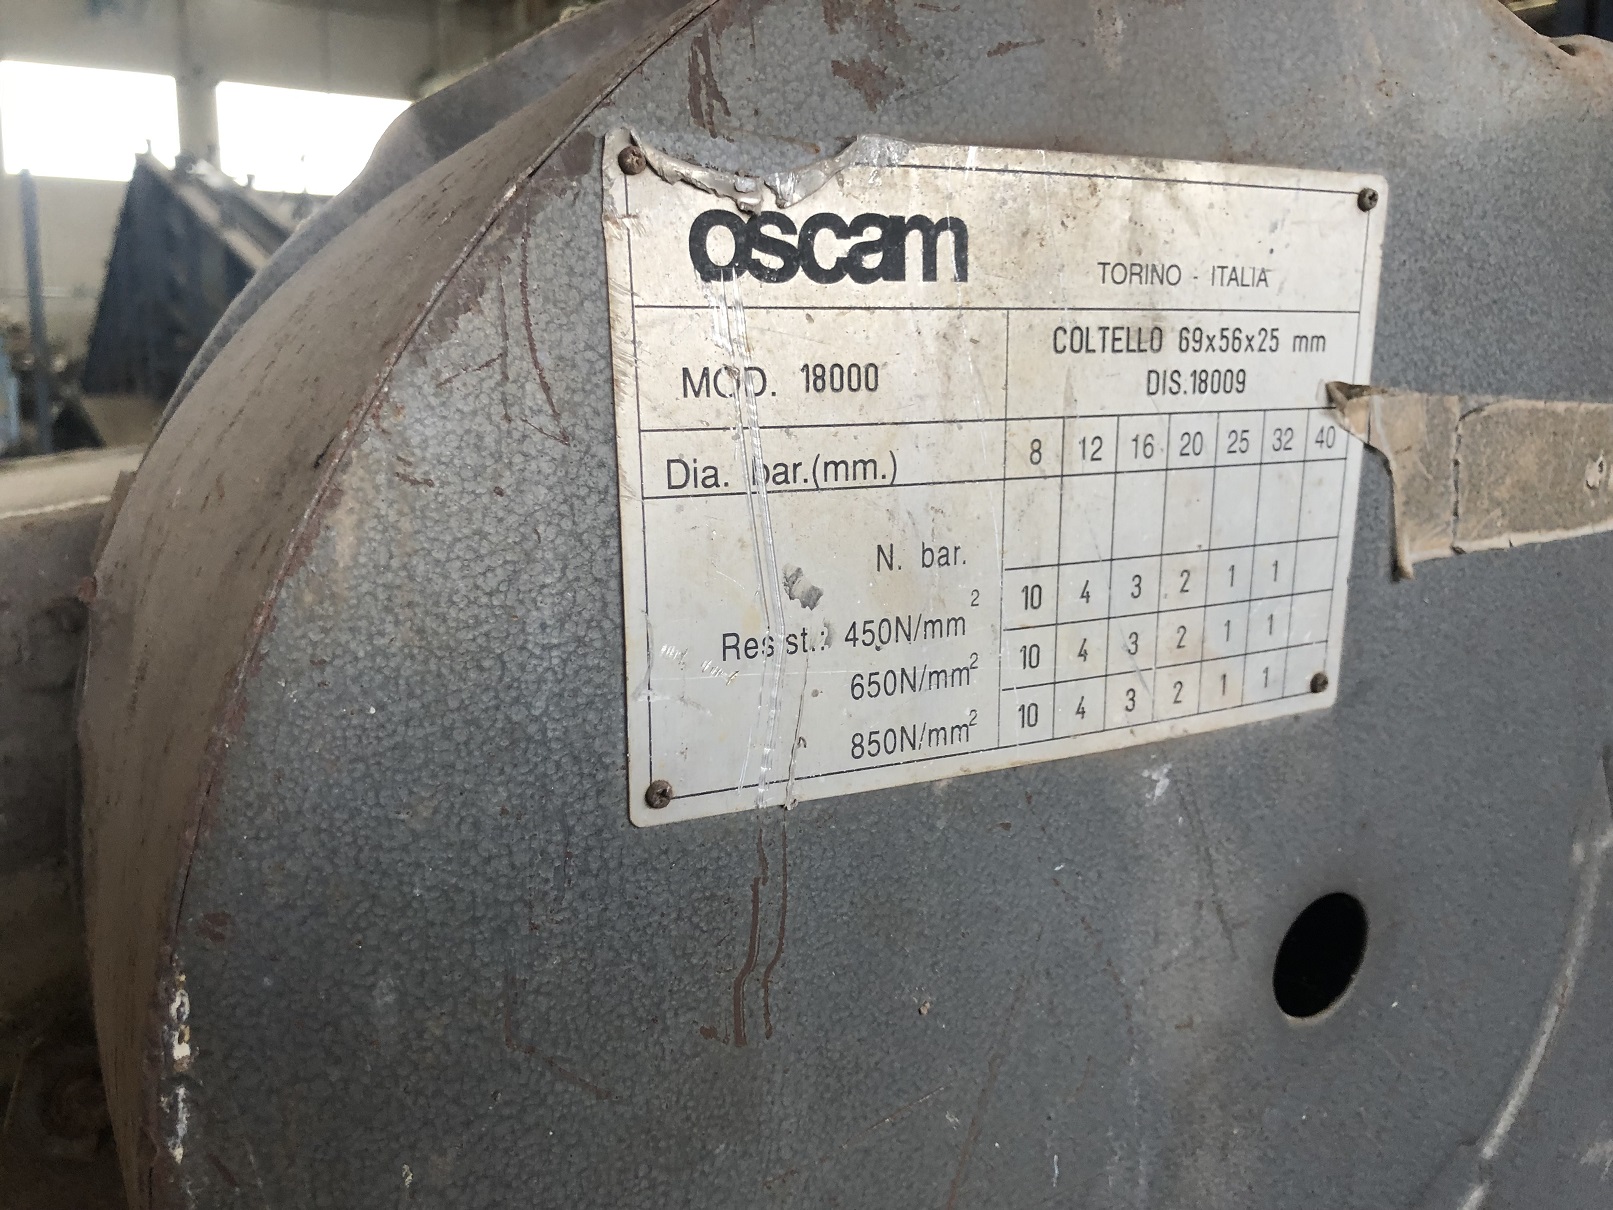 oscam
TORINO - ITALIA
MOD. 18000
COLTELLO 69x56x25 mm
DIS.18009
Dia. bar.(mm.) 8 12 16 20 25 32 40
N. bar.
Resist.: 450N/mm² 10 4 3 2 1 1
650N/mm² 10 4 3 2 1 1
850N/mm² 10 4 3 2 1 1